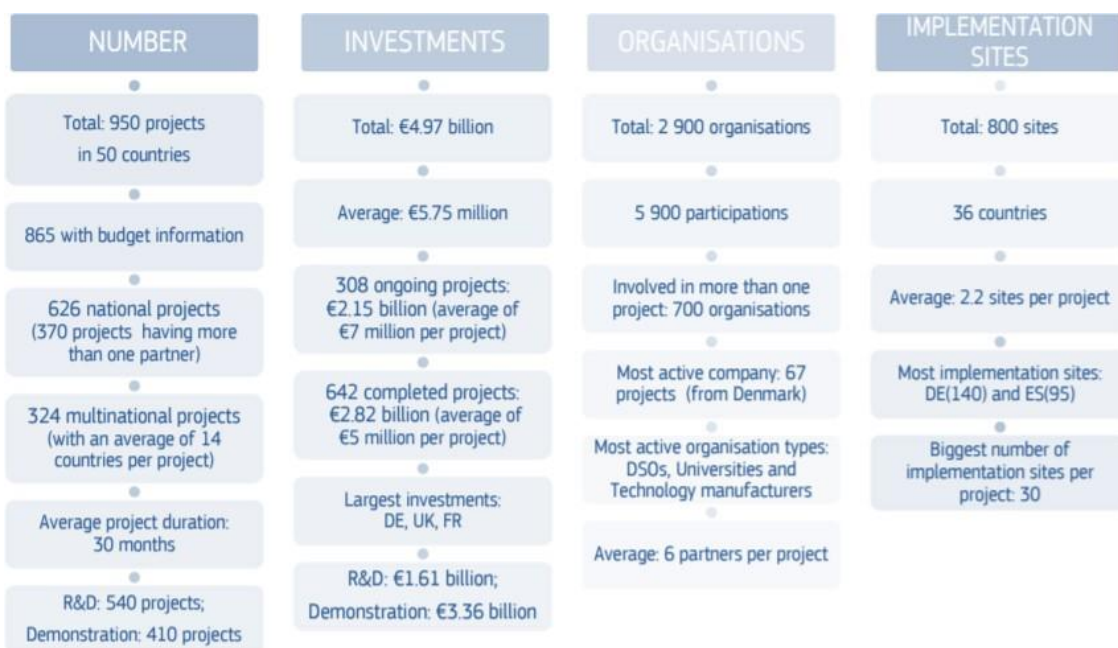 NUMBER
Total: 950 projects
in 50 countries
865 with budget information
626 national projects
(370 projects having more
than one partner)
324 multinational projects
(with an average of 14
countries per project)
Average project duration:
30 months
R&D: 540 projects;
Demonstration: 410 projects
INVESTMENTS
Total: €4.97 billion
Average: €5.75 million
308 ongoing projects:
€2.15 billion (average of
€7 million per project)
642 completed projects:
€2.82 billion (average of
€5 million per project)
Largest investments:
DE, UK, FR
R&D: €1.61 billion;
Demonstration: €3.36 billion
ORGANISATIONS
Total: 2 900 organisations
5 900 participations
Involved in more than one
project: 700 organisations
Most active company: 67
projects (from Denmark)
Most active organisation types:
DSOs, Universities and
Technology manufacturers
Average: 6 partners per project
IMPLEMENTATION
SITES
Total: 800 sites
36 countries
Average: 2.2 sites per project
Most implementation sites:
DE(140) and ES(95)
Biggest number of
implementation sites per
project: 30